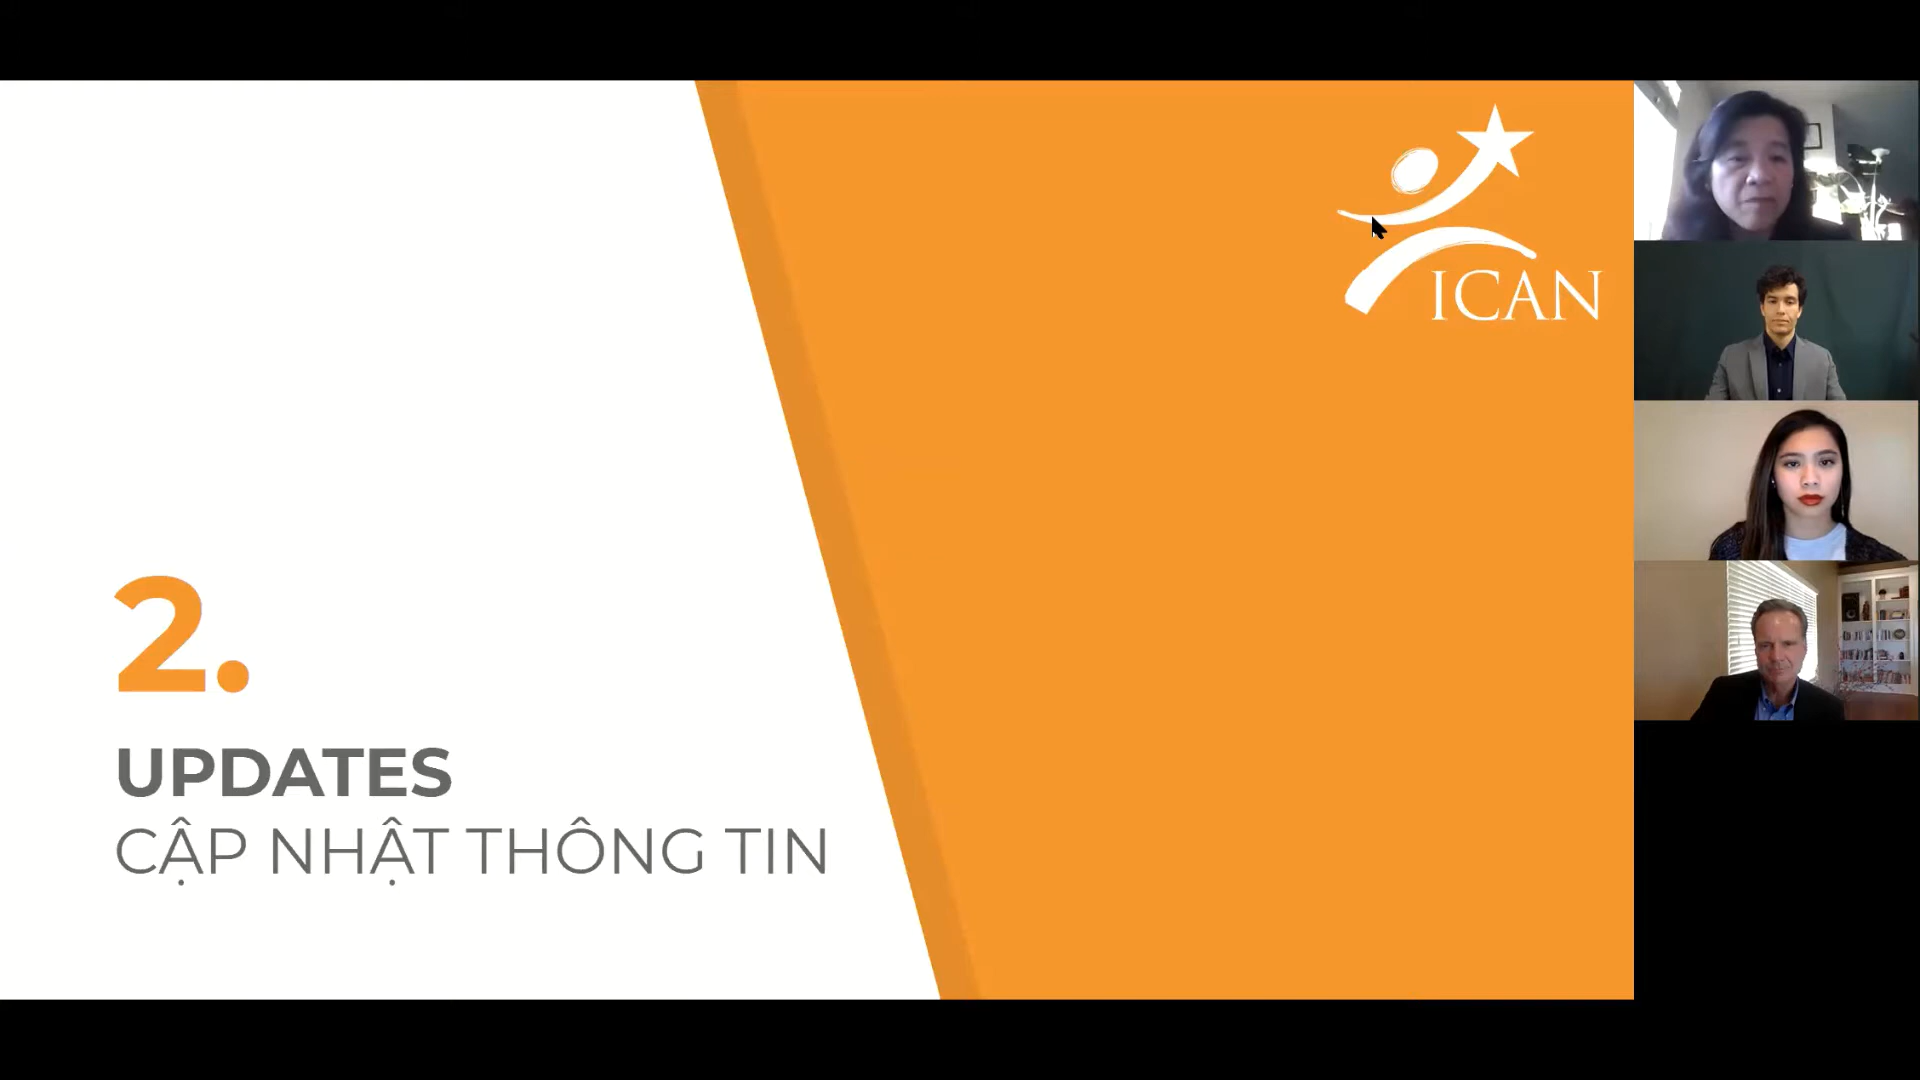 ICAN
2.
UPDATES
CẬP NHẬT THÔNG TIN